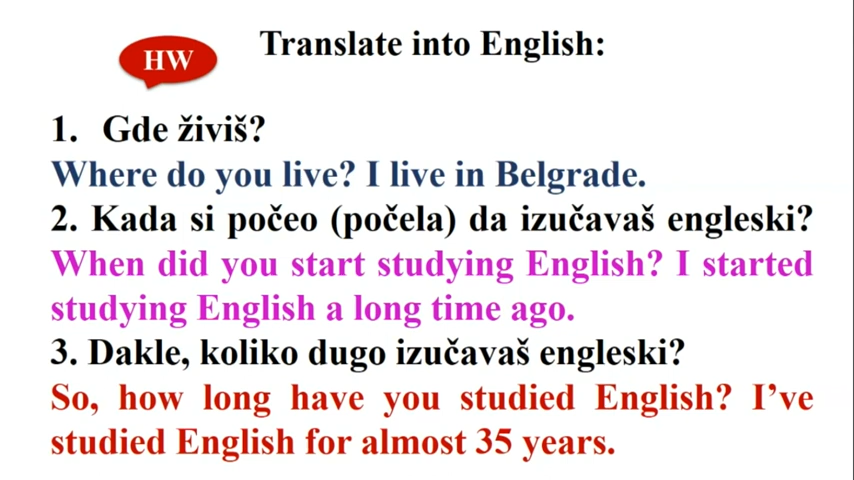 HW
Translate into English:
1. Gde živiš?
Where do you live? I live in Belgrade.
2. Kada si počeo (počela) da izučavaš engleski?
When did you start studying English? I started
studying English a long time ago.
3. Dakle, koliko dugo izučavaš engleski?
So, how long have you studied English? I’ve
studied English for almost 35 years.